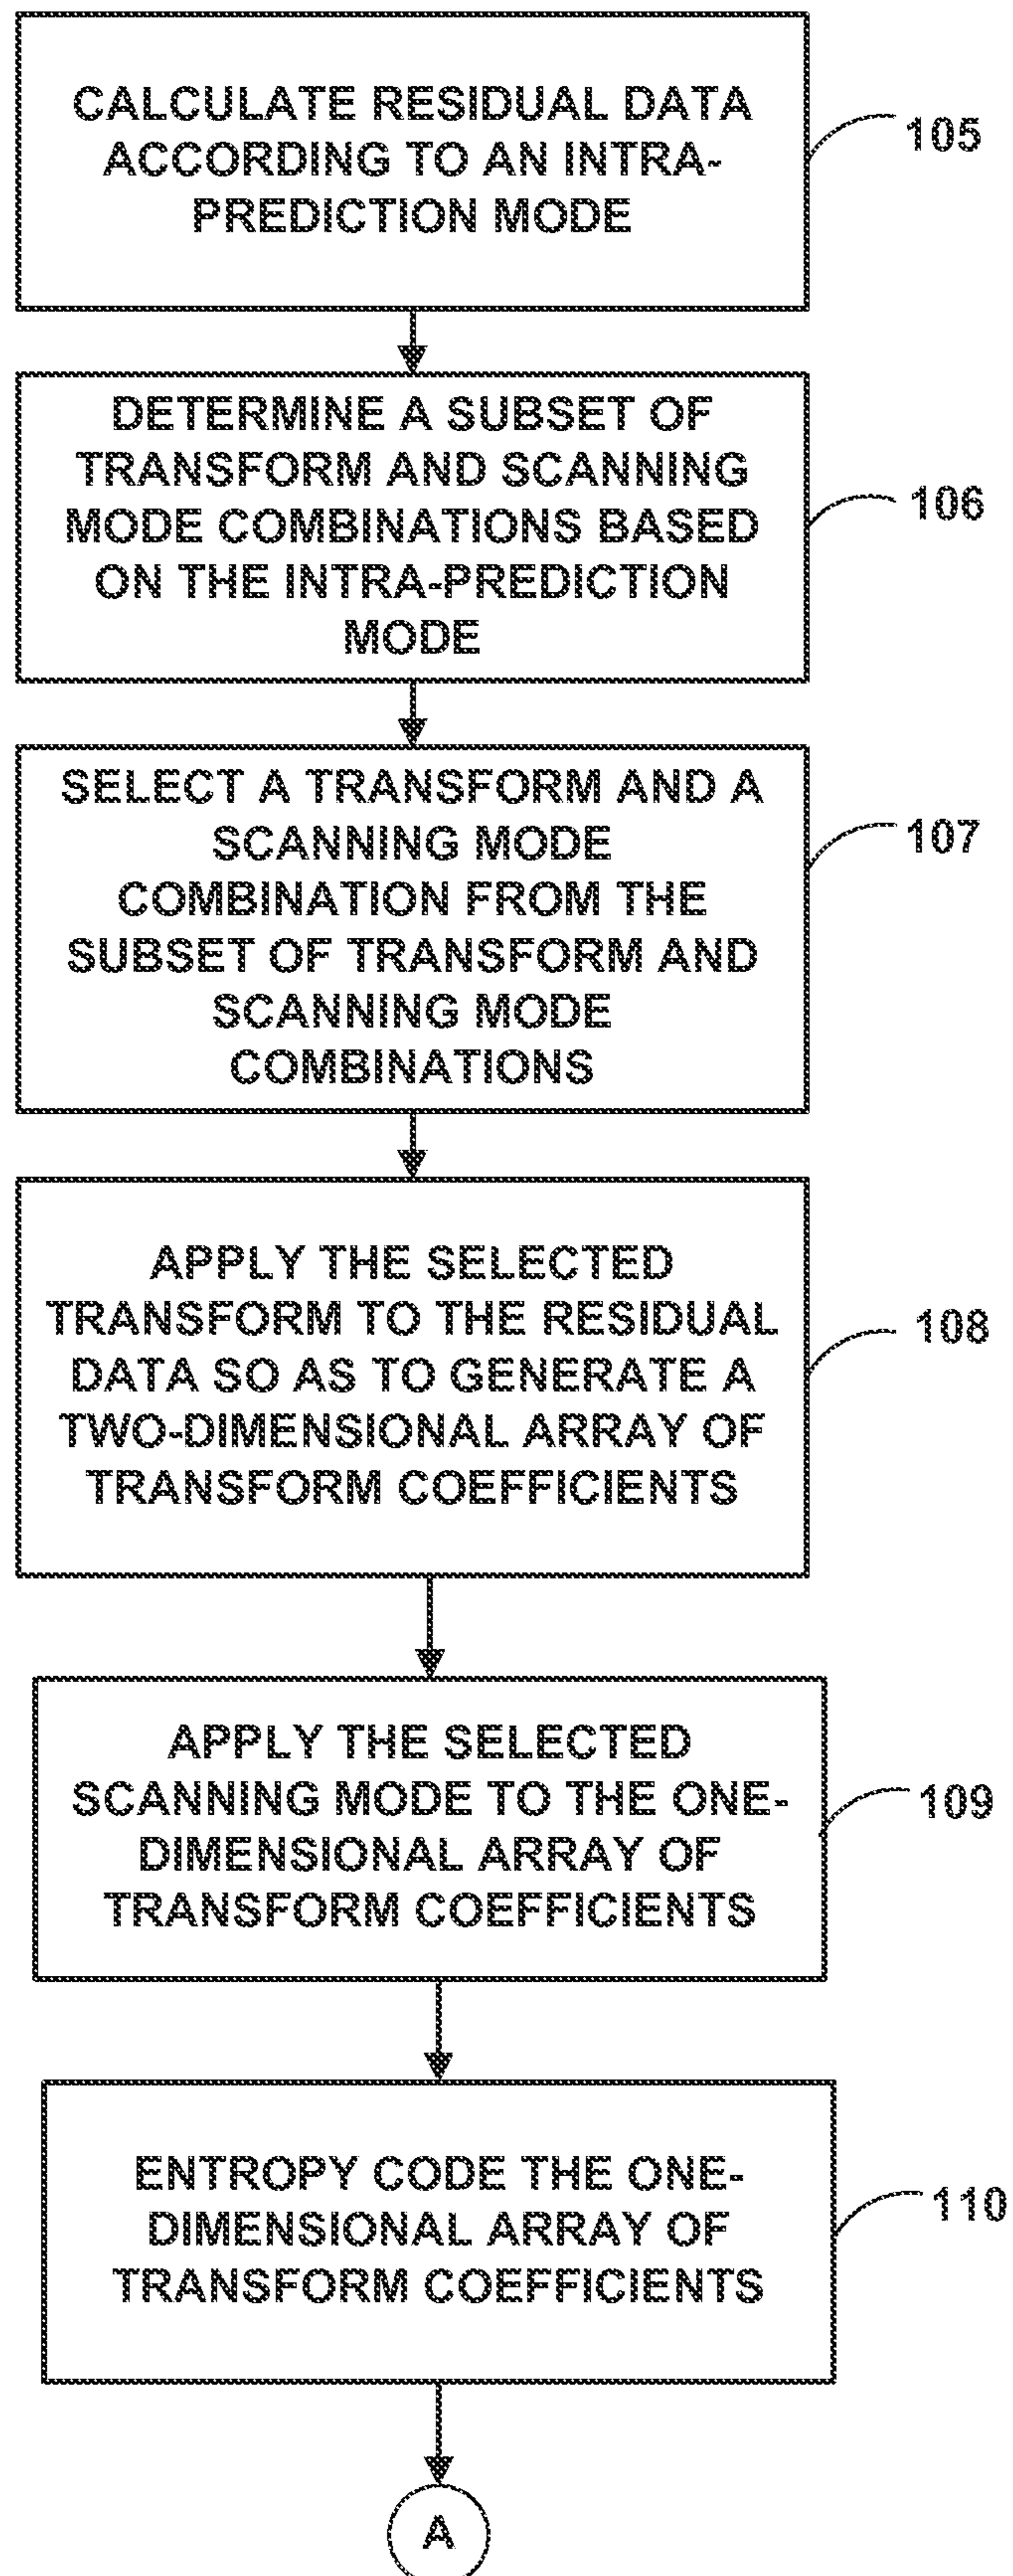 CALCULATE RESIDUAL DATA
ACCORDING TO AN INTRA-
PREDICTION MODE
105
DETERMINE A SUBSET OF
TRANSFORM AND SCANNING
MODE COMBINATIONS BASED
ON THE INTRA-PREDICTION
MODE
106
SELECT A TRANSFORM AND A
SCANNING MODE
COMBINATION FROM THE
SUBSET OF TRANSFORM AND
SCANNING MODE
COMBINATIONS
107
APPLY THE SELECTED
TRANSFORM TO THE RESIDUAL
DATA SO AS TO GENERATE A
TWO-DIMENSIONAL ARRAY OF
TRANSFORM COEFFICIENTS
108
APPLY THE SELECTED
SCANNING MODE TO THE ONE-
DIMENSIONAL ARRAY OF
TRANSFORM COEFFICIENTS
109
ENTROPY CODE THE ONE-
DIMENSIONAL ARRAY OF
TRANSFORM COEFFICIENTS
110
A